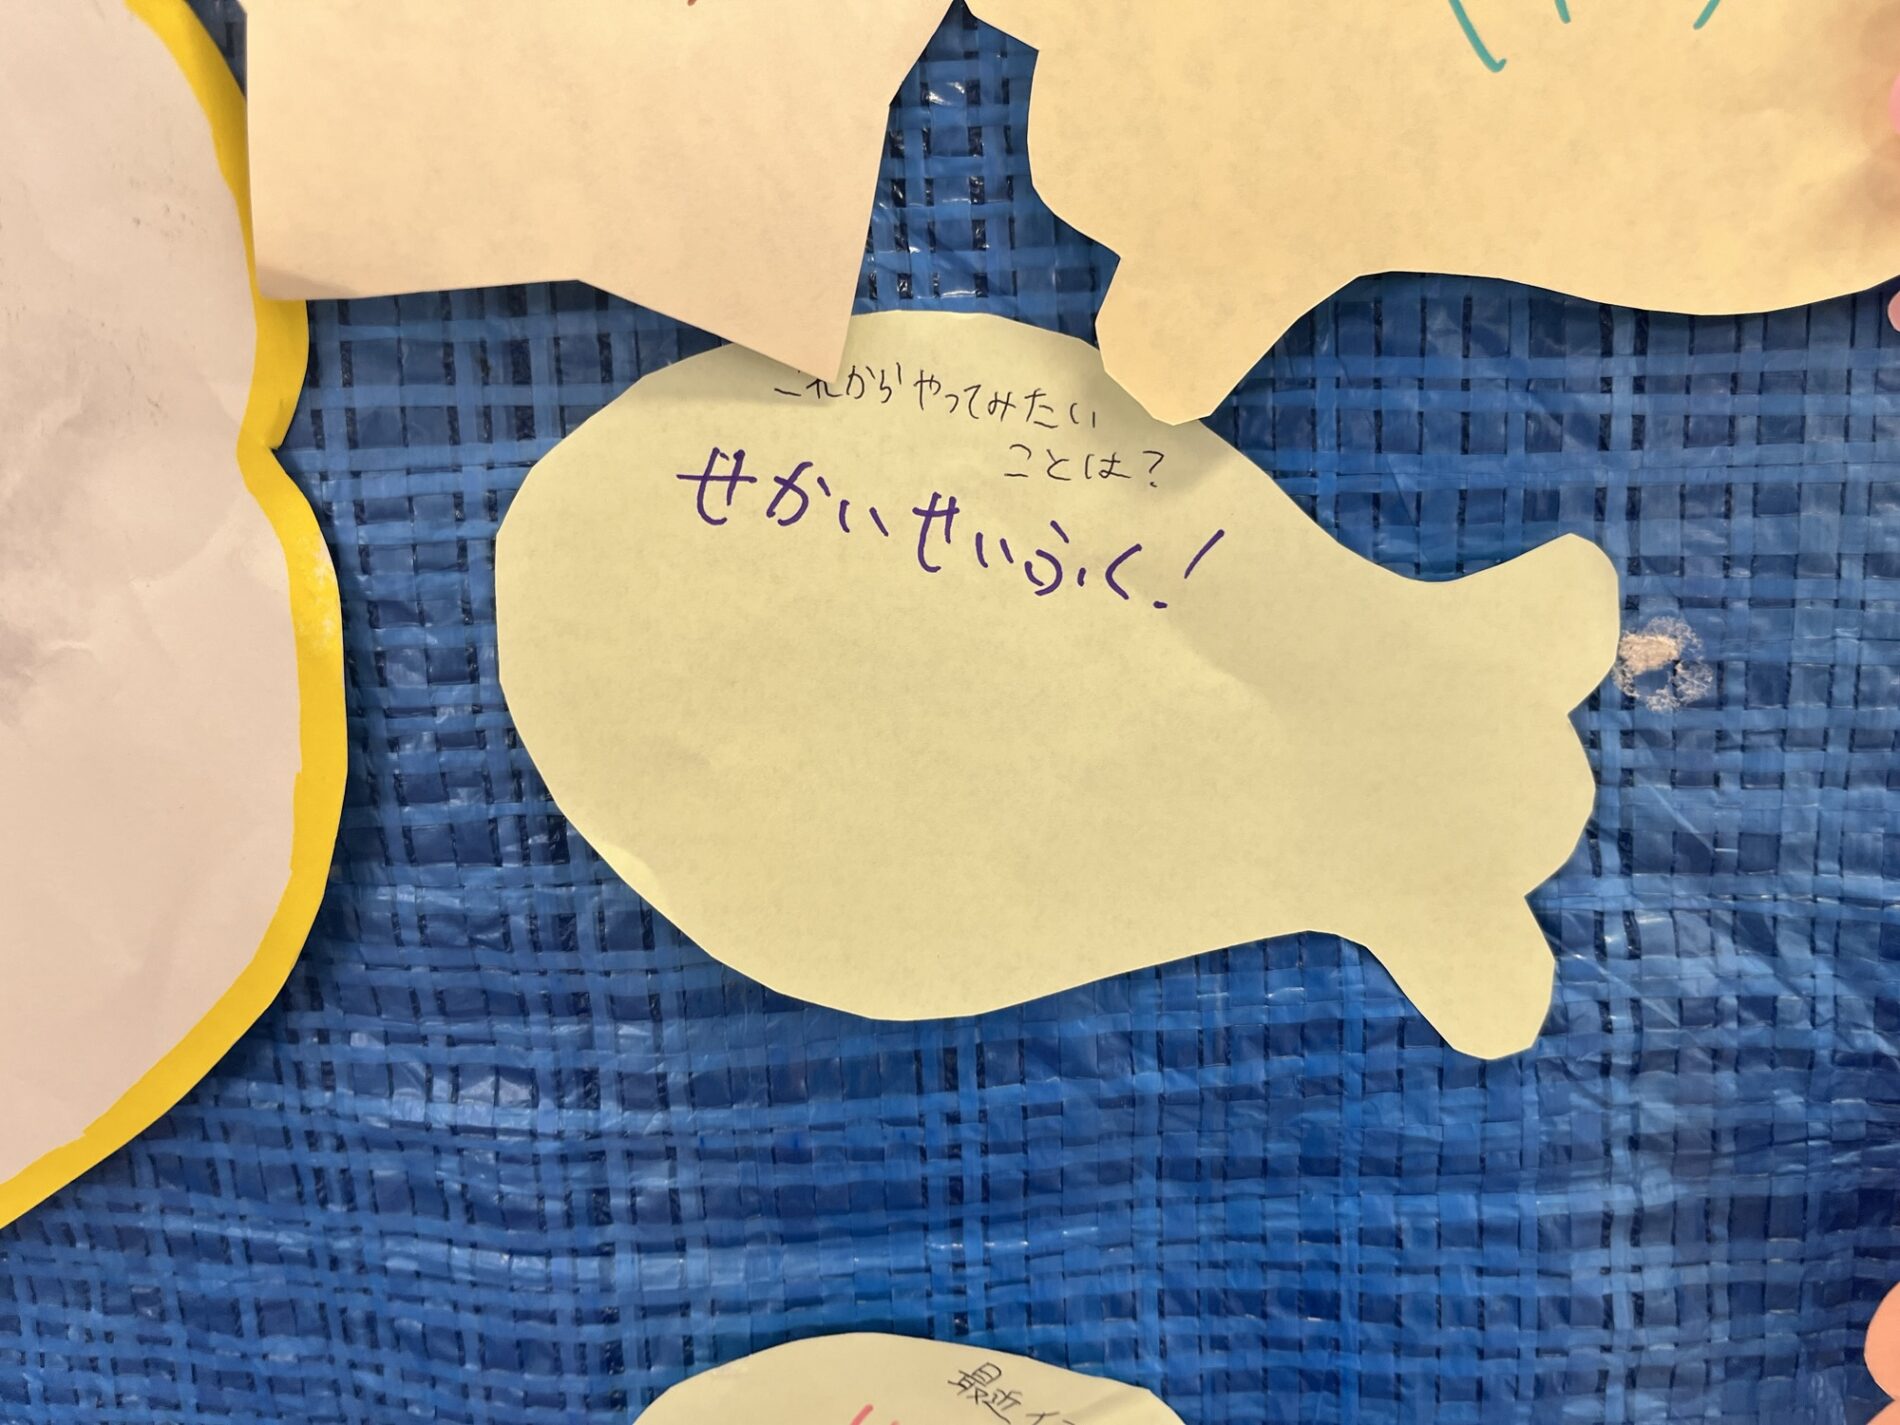 これからやってみたい
ことは?
せかいせいふく!
最近